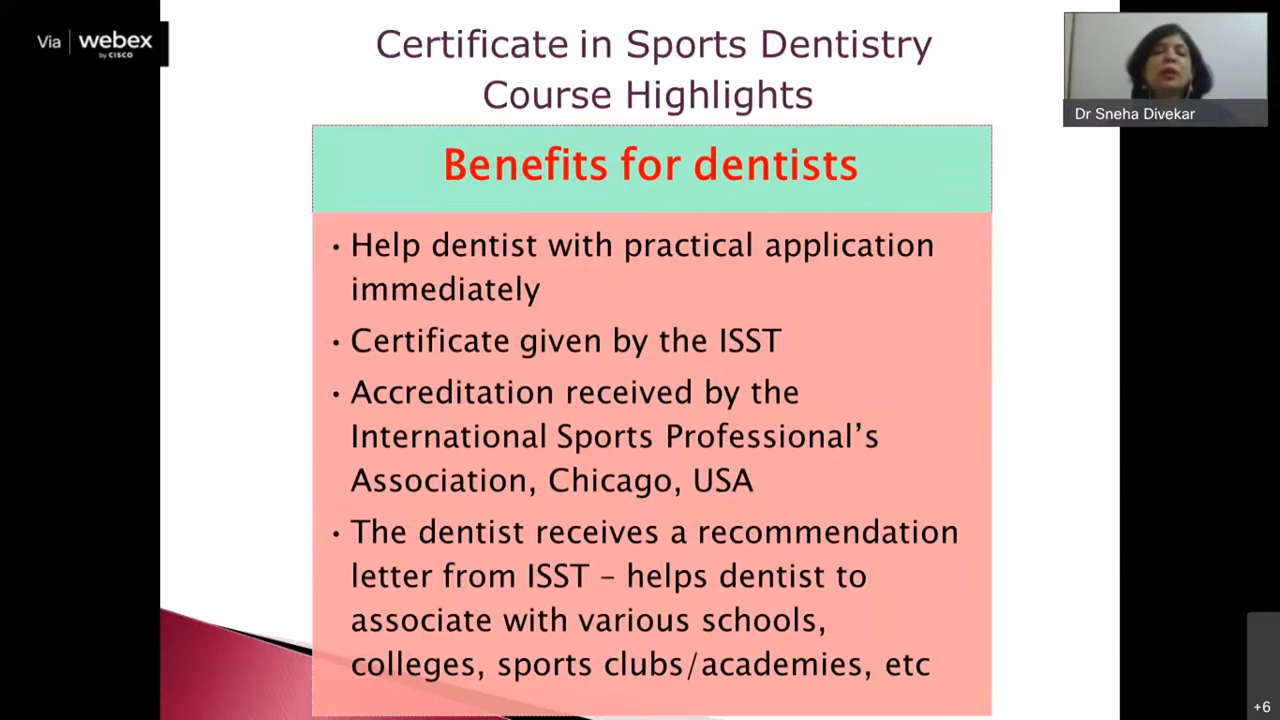 Via webex
by CISCO
Certificate in Sports Dentistry
Course Highlights
Dr Sneha Divekar
Benefits for dentists
• Help dentist with practical application
immediately
• Certificate given by the ISST
• Accreditation received by the
International Sports Professional’s
Association, Chicago, USA
• The dentist receives a recommendation
letter from ISST – helps dentist to
associate with various schools,
colleges, sports clubs/academies, etc
+6